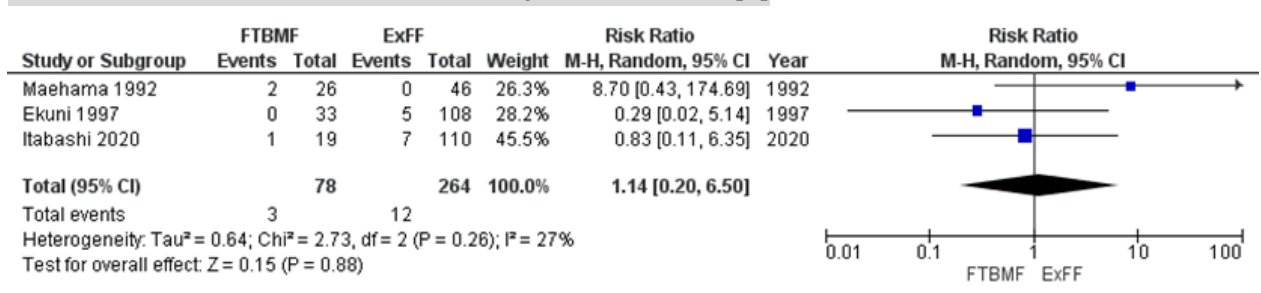 FTBMF ExFF Risk Ratio Risk Ratio
Study or Subgroup Events Total Events Total Weight M-H, Random, 95% CI Year M-H, Random, 95% CI
Maehama 1992 2 26 0 46 26.3% 8.70 [0.43, 174.69] 1992
Ekuni 1997 0 33 5 108 28.2% 0.29 [0.02, 5.14] 1997
Itabashi 2020 1 19 7 110 45.5% 0.83 [0.11, 6.35] 2020
Total (95% CI) 78 264 100.0% 1.14 [0.20, 6.50]
Total events 3 12
Heterogeneity: Tau² = 0.64; Chi² = 2.73, df = 2 (P = 0.26); I² = 27%
Test for overall effect: Z = 0.15 (P = 0.88)
0.01 0.1 1 10 100
FTBMF ExFF